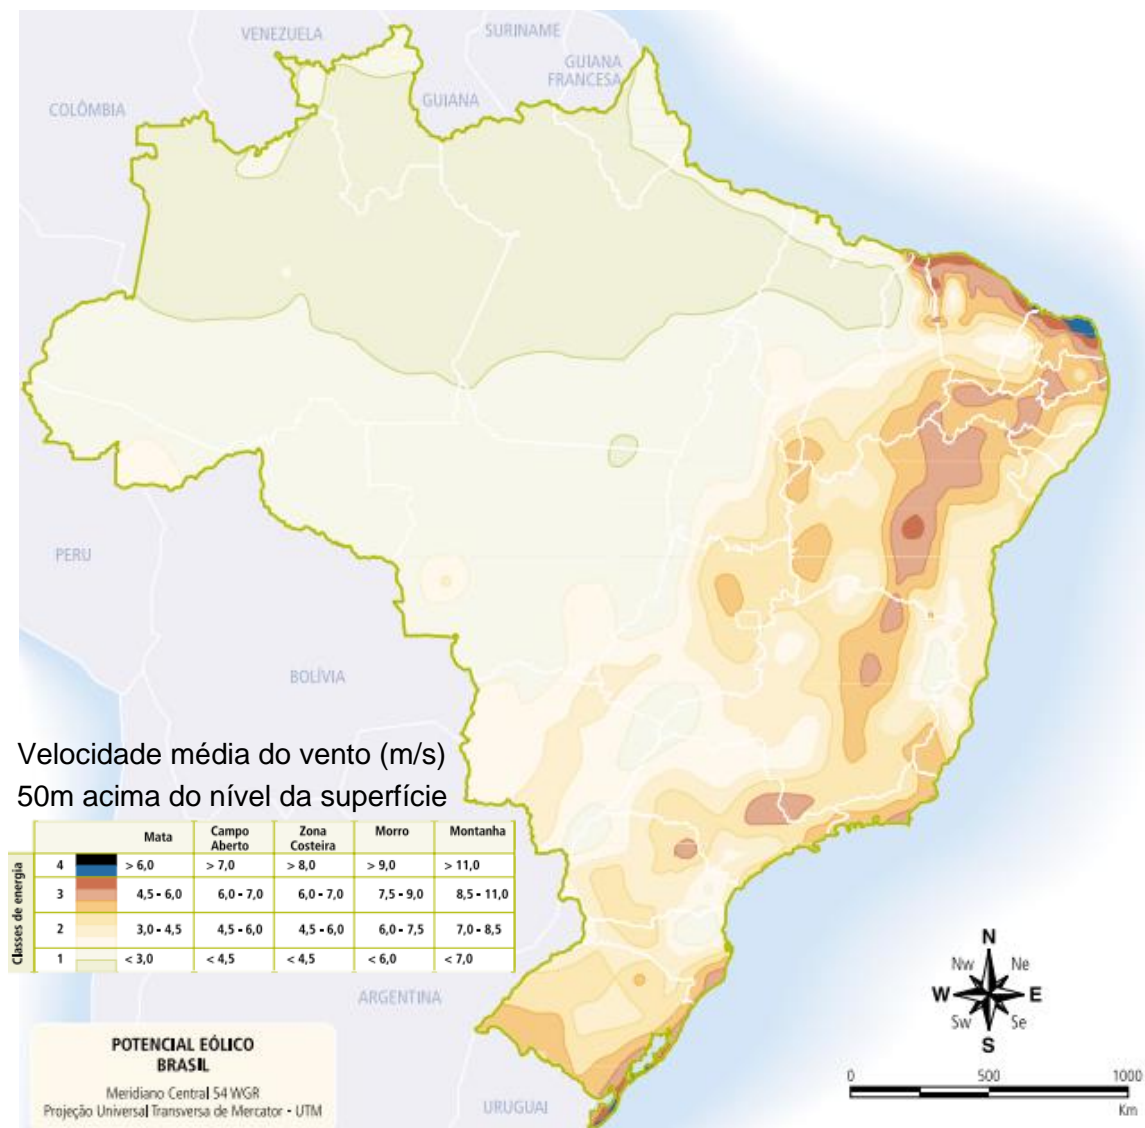 VENEZUELA
SURINAME
GUIANA
FRANCESA
COLÔMBIA
GUIANA
PERU
BOLÍVIA
Velocidade média do vento (m/s)
50m acima do nível da superfície
Mata Campo Aberto Zona Costeira Morro Montanha
Classes de energia
4 > 6,0 > 7,0 > 8,0 > 9,0 > 11,0
3 4,5 - 6,0 6,0 - 7,0 6,0 - 7,0 7,5 - 9,0 8,5 - 11,0
2 3,0 - 4,5 4,5 - 6,0 4,5 - 6,0 6,0 - 7,5 7,0 - 8,5
1 < 3,0 < 4,5 < 4,5 < 6,0 < 7,0
ARGENTINA
N
Nw Ne
W E
Sw Se
S
POTENCIAL EÓLICO
BRASIL
Meridiano Central 54 WGR
Projeção Universal Transversa de Mercator - UTM
URUGUAI
0 500 1000
Km